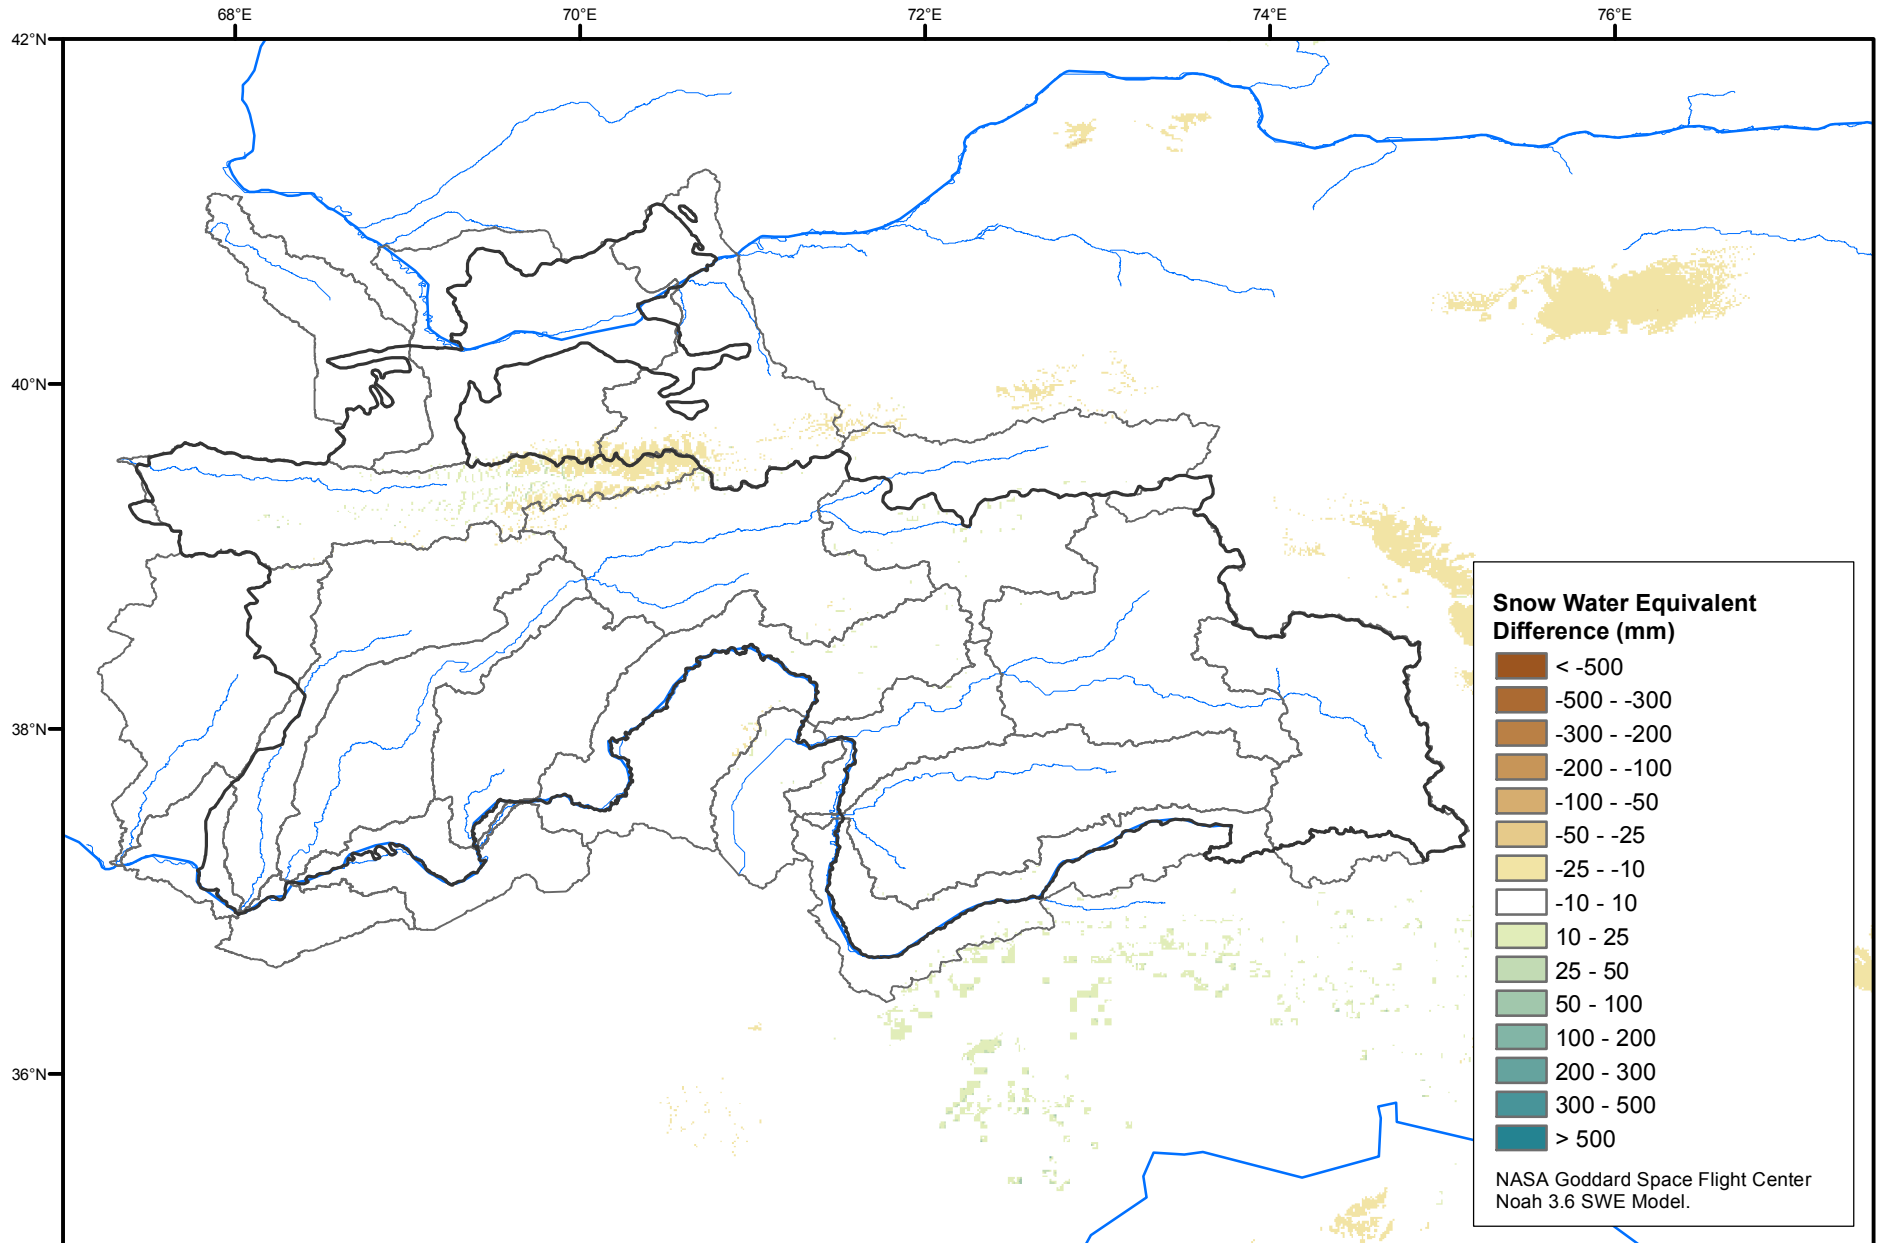 68°E
70°E
72°E
74°E
76°E
42°N
40°N
38°N
36°N
Snow Water Equivalent
Difference (mm)
< -500
-500 - -300
-300 - -200
-200 - -100
-100 - -50
-50 - -25
-25 - -10
-10 - 10
10 - 25
25 - 50
50 - 100
100 - 200
200 - 300
300 - 500
> 500
NASA Goddard Space Flight Center
Noah 3.6 SWE Model.